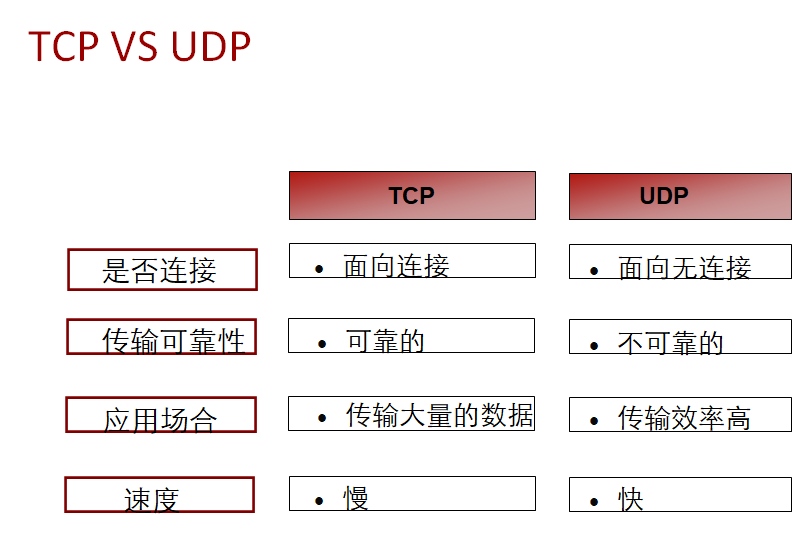 TCP VS UDP
TCP UDP
是否连接 • 面向连接 • 面向无连接
传输可靠性 • 可靠的 • 不可靠的
应用场合 • 传输大量的数据 • 传输效率高
速度 • 慢 • 快